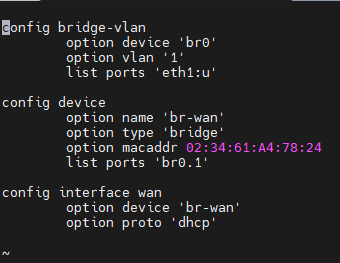 config bridge-vlan
        option device 'br0'
        option vlan '1'
        list ports 'eth1:u'

config device
        option name 'br-wan'
        option type 'bridge'
        option macaddr 02:34:61:A4:78:24
        list ports 'br0.1'

config interface wan
        option device 'br-wan'
        option proto 'dhcp'

~